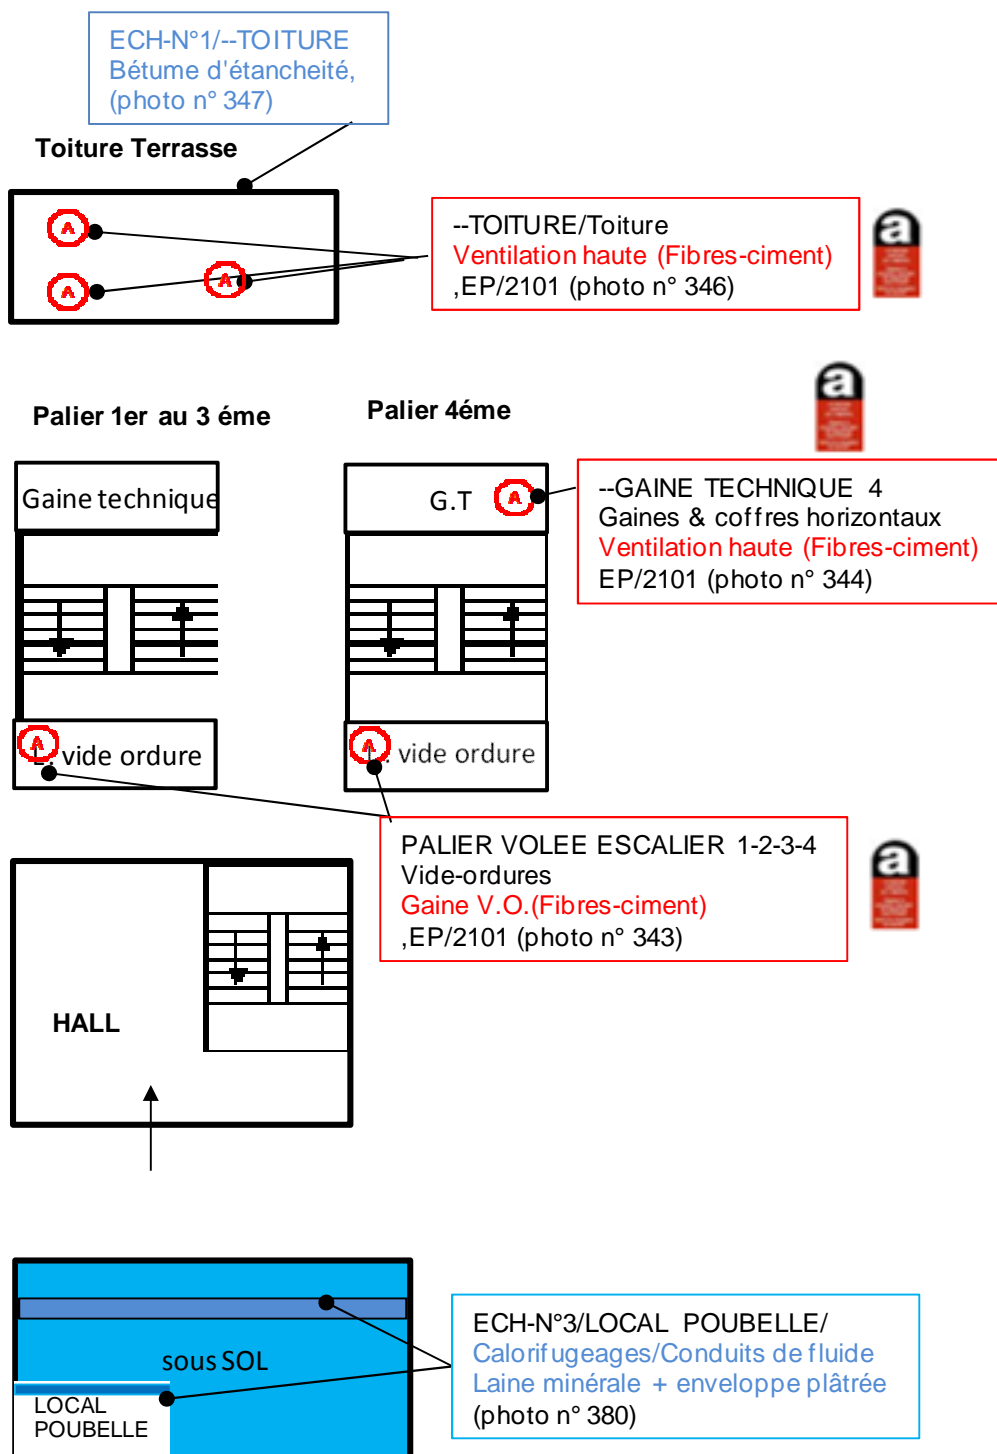 ECH-N°1/--TOITURE
Bétume d'étancheité,
(photo n° 347)
Toiture Terrasse
A
A
A
--TOITURE/Toiture
Ventilation haute (Fibres-ciment)
,EP/2101 (photo n° 346)
a
a
Palier 1er au 3 éme
Palier 4éme
Gaine technique
G.T
A
--GAINE TECHNIQUE 4
Gaines & coffres horizontaux
Ventilation haute (Fibres-ciment)
EP/2101 (photo n° 344)
A
vide ordure
A
vide ordure
PALIER VOLEE ESCALIER 1-2-3-4
Vide-ordures
Gaine V.O.(Fibres-ciment)
,EP/2101 (photo n° 343)
a
HALL
sous SOL
LOCAL
POUBELLE
ECH-N°3/LOCAL POUBELLE/
Calorifugeages/Conduits de fluide
Laine minérale + enveloppe plâtrée
(photo n° 380)